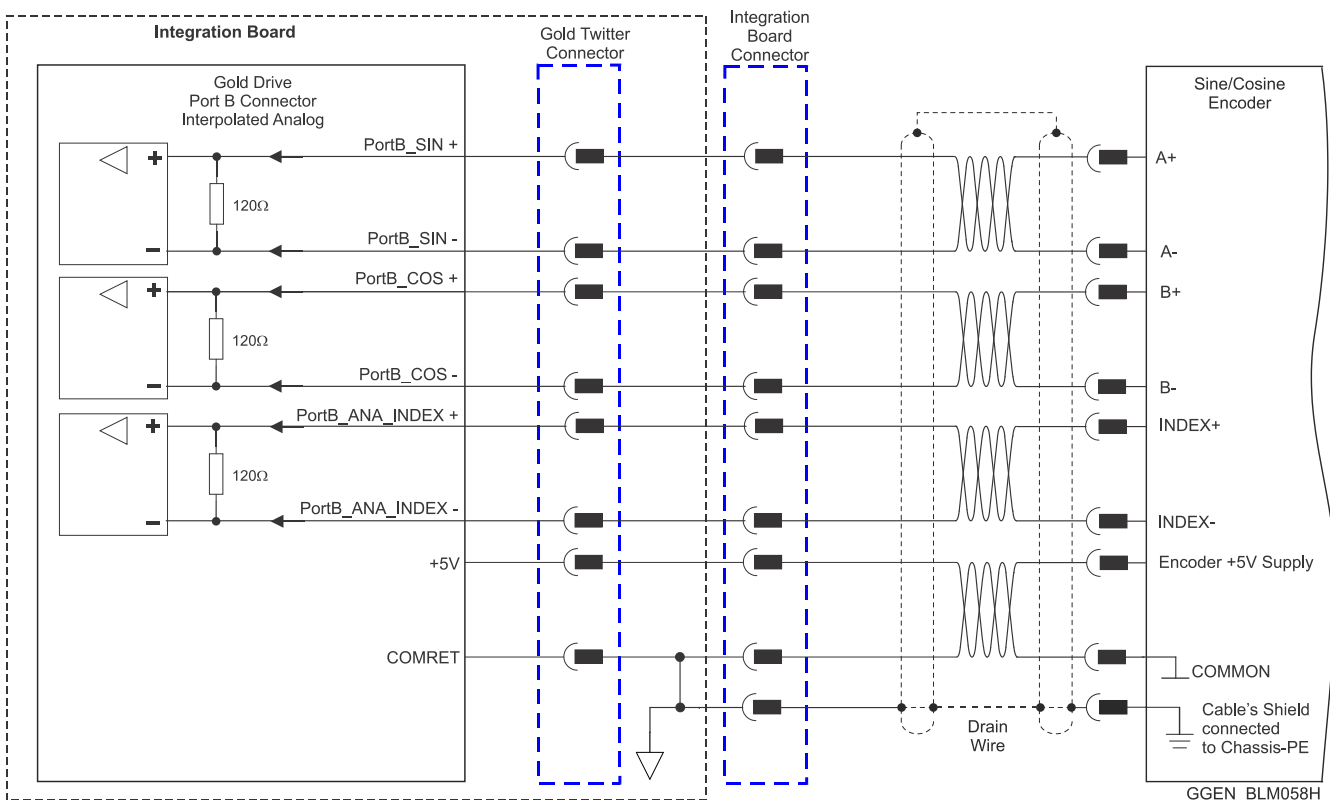 Integration Board
Gold Twitter
Connector
Integration
Board
Connector
Gold Drive
Port B Connector
Interpolated Analog
Sine/Cosine
Encoder
PortB_SIN +
A+
120Ω
PortB_SIN -
A-
PortB_COS +
B+
120Ω
PortB_COS -
B-
PortB_ANA_INDEX +
INDEX+
120Ω
PortB_ANA_INDEX -
INDEX-
+5V
Encoder +5V Supply
COMRET
COMMON
Drain
Wire
Cable's Shield
connected
to Chassis-PE
GGEN_BLM058H